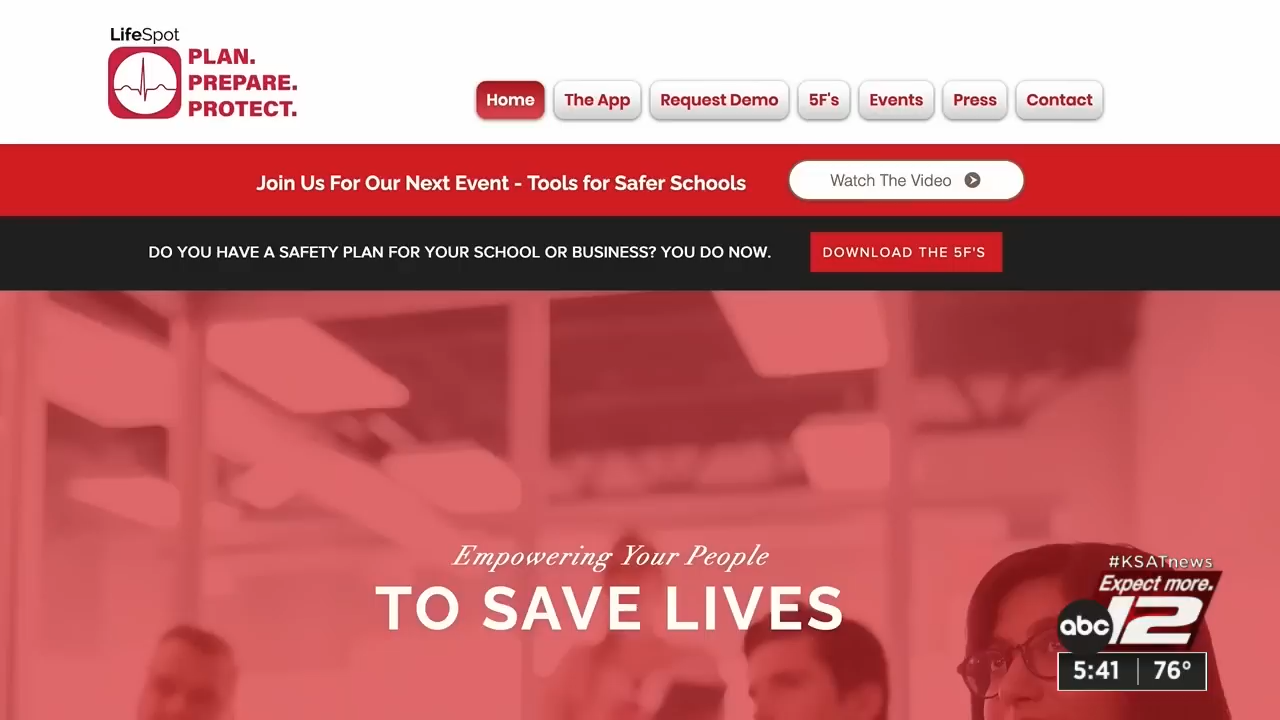 LifeSpot
PLAN.
PREPARE.
PROTECT.
Home
The App
Request Demo
5F's
Events
Press
Contact
Join Us For Our Next Event - Tools for Safer Schools
Watch The Video
DO YOU HAVE A SAFETY PLAN FOR YOUR SCHOOL OR BUSINESS? YOU DO NOW.
DOWNLOAD THE 5F'S
Empowering Your People
TO SAVE LIVES
#KSATnews
Expect more.
abc 12
5:41 76°